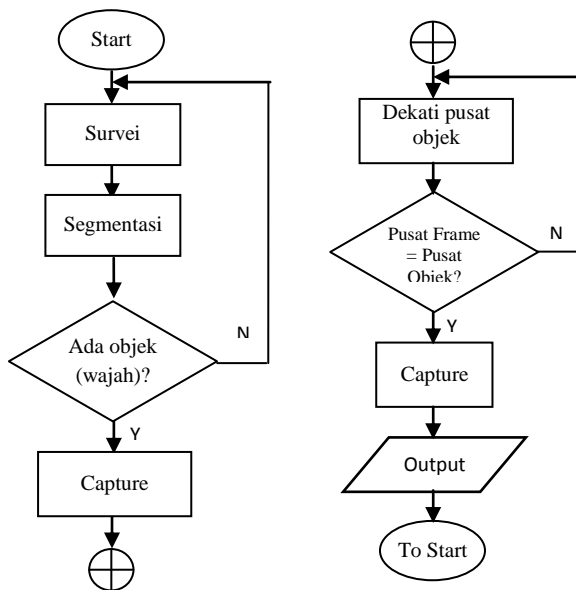 Start
Survei
Segmentasi
Ada objek
(wajah)?
N
Y
Capture
Dekati pusat
objek
Pusat Frame
= Pusat
Objek?
N
Y
Capture
Output
To Start